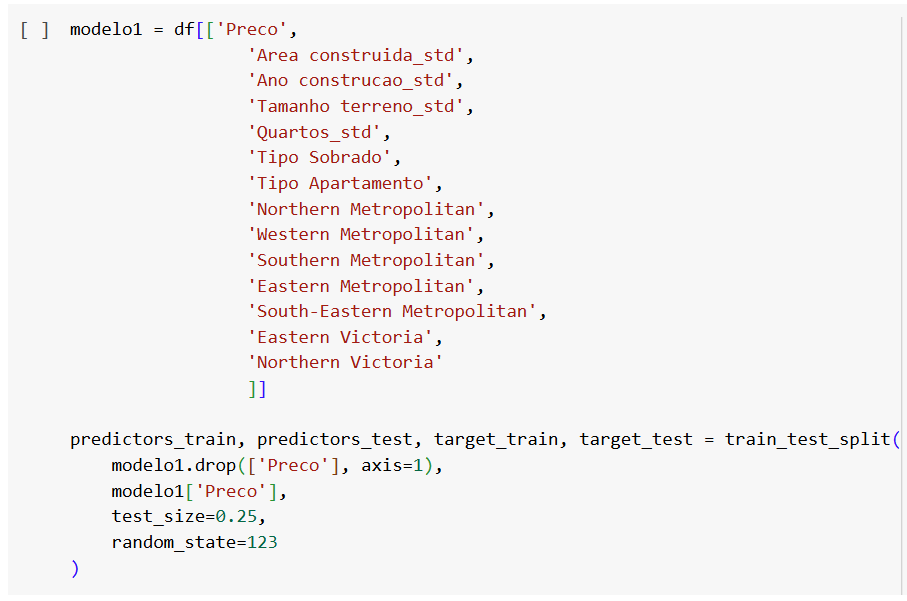 [ ] modelo1 = df[['Preco',
'Area construida_std',
'Ano construcao_std',
'Tamanho terreno_std',
'Quartos_std',
'Tipo Sobrado',
'Tipo Apartamento',
'Northern Metropolitan',
'Western Metropolitan',
'Southern Metropolitan',
'Eastern Metropolitan',
'South-Eastern Metropolitan',
'Eastern Victoria',
'Northern Victoria'
]]
predictors_train, predictors_test, target_train, target_test = train_test_split(
modelo1.drop(['Preco'], axis=1),
modelo1['Preco'],
test_size=0.25,
random_state=123
)